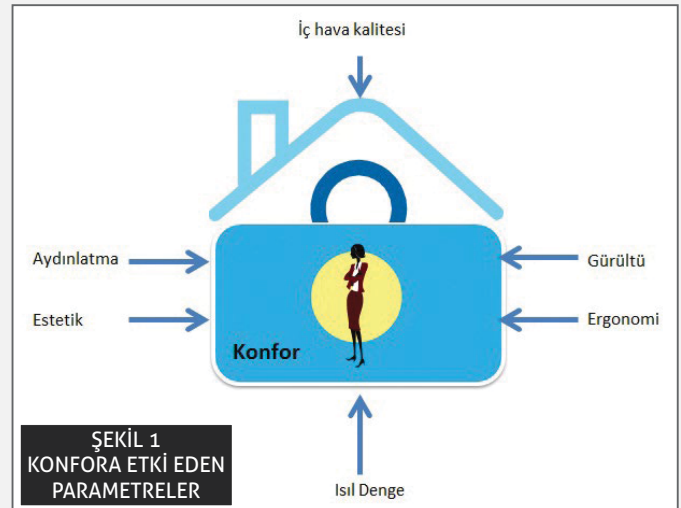 İç hava kalitesi
Aydınlatma
Gürültü
Estetik
Ergonomi
Konfor
ŞEKİL 1
KONFORA ETKİ EDEN
PARAMETRELER
Isıl Denge